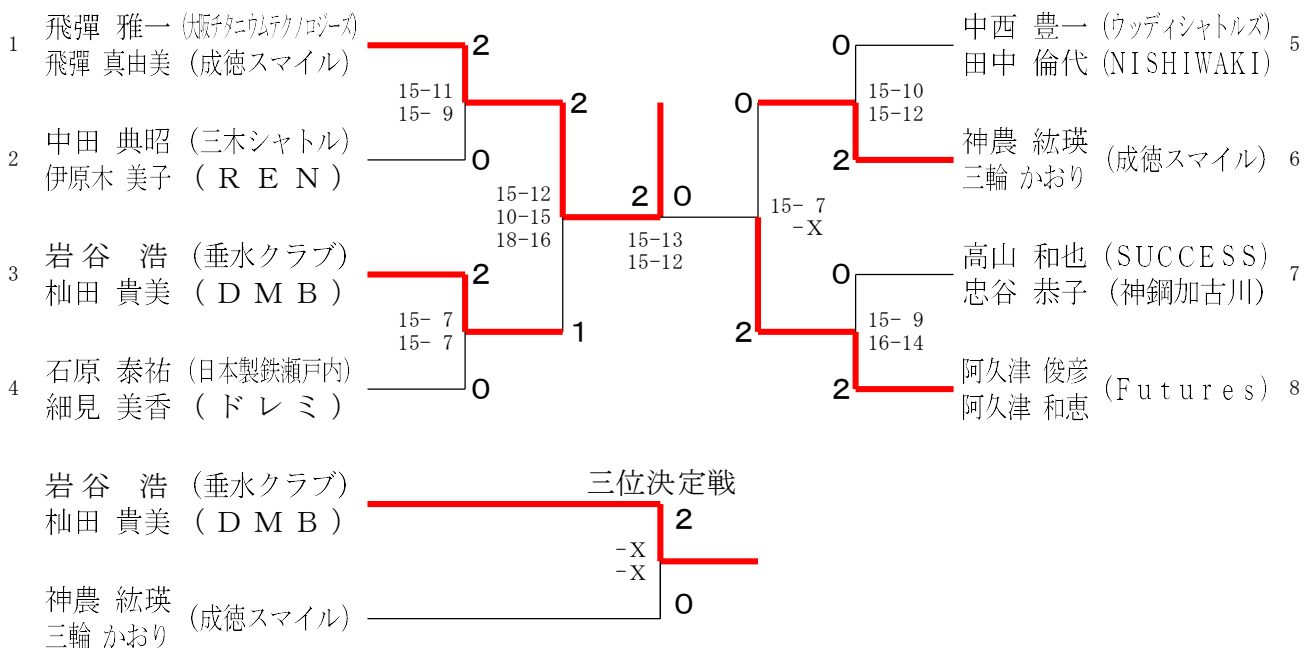 1
飛彈 雅一 (大阪チタニウムテクノロジーズ)
飛彈 真由美 (成徳スマイル)
2
15-11
15- 9
2
中田 典昭 (三木シャトル)
伊原木 美子 (ＲＥＮ)
0
2
15-12
10-15
18-16
3
岩谷 浩 (垂水クラブ)
杣田 貴美 (ＤＭＢ)
2
15- 7
15- 7
4
石原 泰祐 (日本製鉄瀬戸内)
細見 美香 (ドレミ)
0
1
2 0
15-13
15-12
中西 豊一 (ウッディシャトルズ)
田中 倫代 (NISHIWAKI)
5
0
15-10
15-12
神農 紘瑛
三輪 かおり
(成徳スマイル)
6
2
0
15- 7
-X
高山 和也 (SUCCESS)
忠谷 恭子 (神鋼加古川)
7
0
15- 9
16-14
阿久津 俊彦
阿久津 和恵
(Futures)
8
2
2
三位決定戦
岩谷 浩 (垂水クラブ)
杣田 貴美 (ＤＭＢ)
2
-X
-X
神農 紘瑛
三輪 かおり
(成徳スマイル)
0